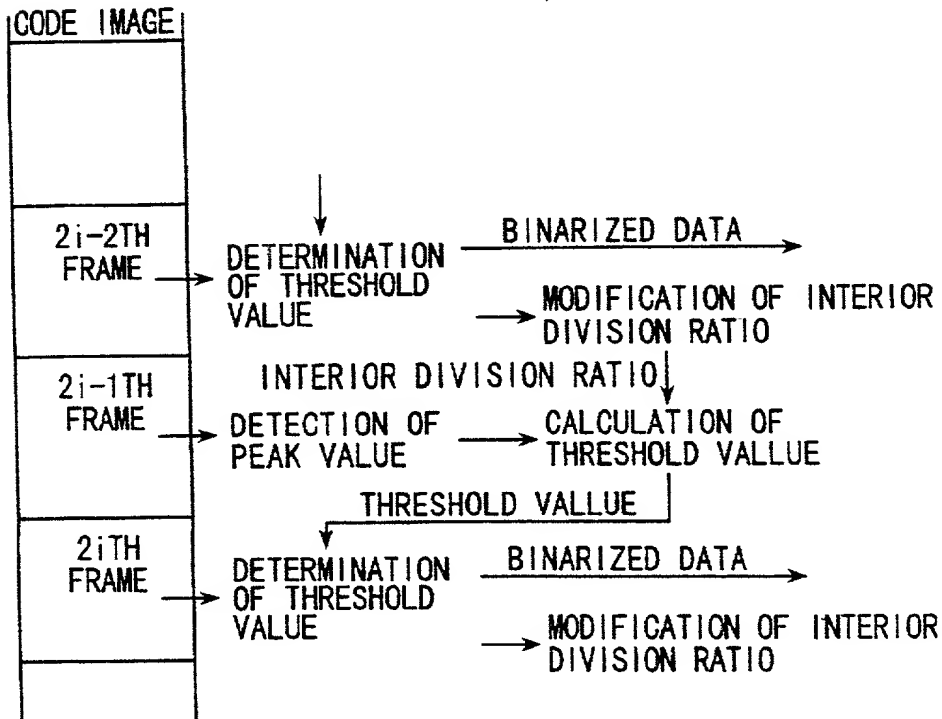 CODE IMAGE
2i-2TH
FRAME
DETERMINATION
OF THRESHOLD
VALUE
BINARIZED DATA
MODIFICATION OF INTERIOR
DIVISION RATIO
2i-1TH
FRAME
INTERIOR DIVISION RATIO
DETECTION OF
PEAK VALUE
CALCULATION OF
THRESHOLD VALLUE
THRESHOLD VALLUE
2iTH
FRAME
DETERMINATION
OF THRESHOLD
VALUE
BINARIZED DATA
MODIFICATION OF INTERIOR
DIVISION RATIO